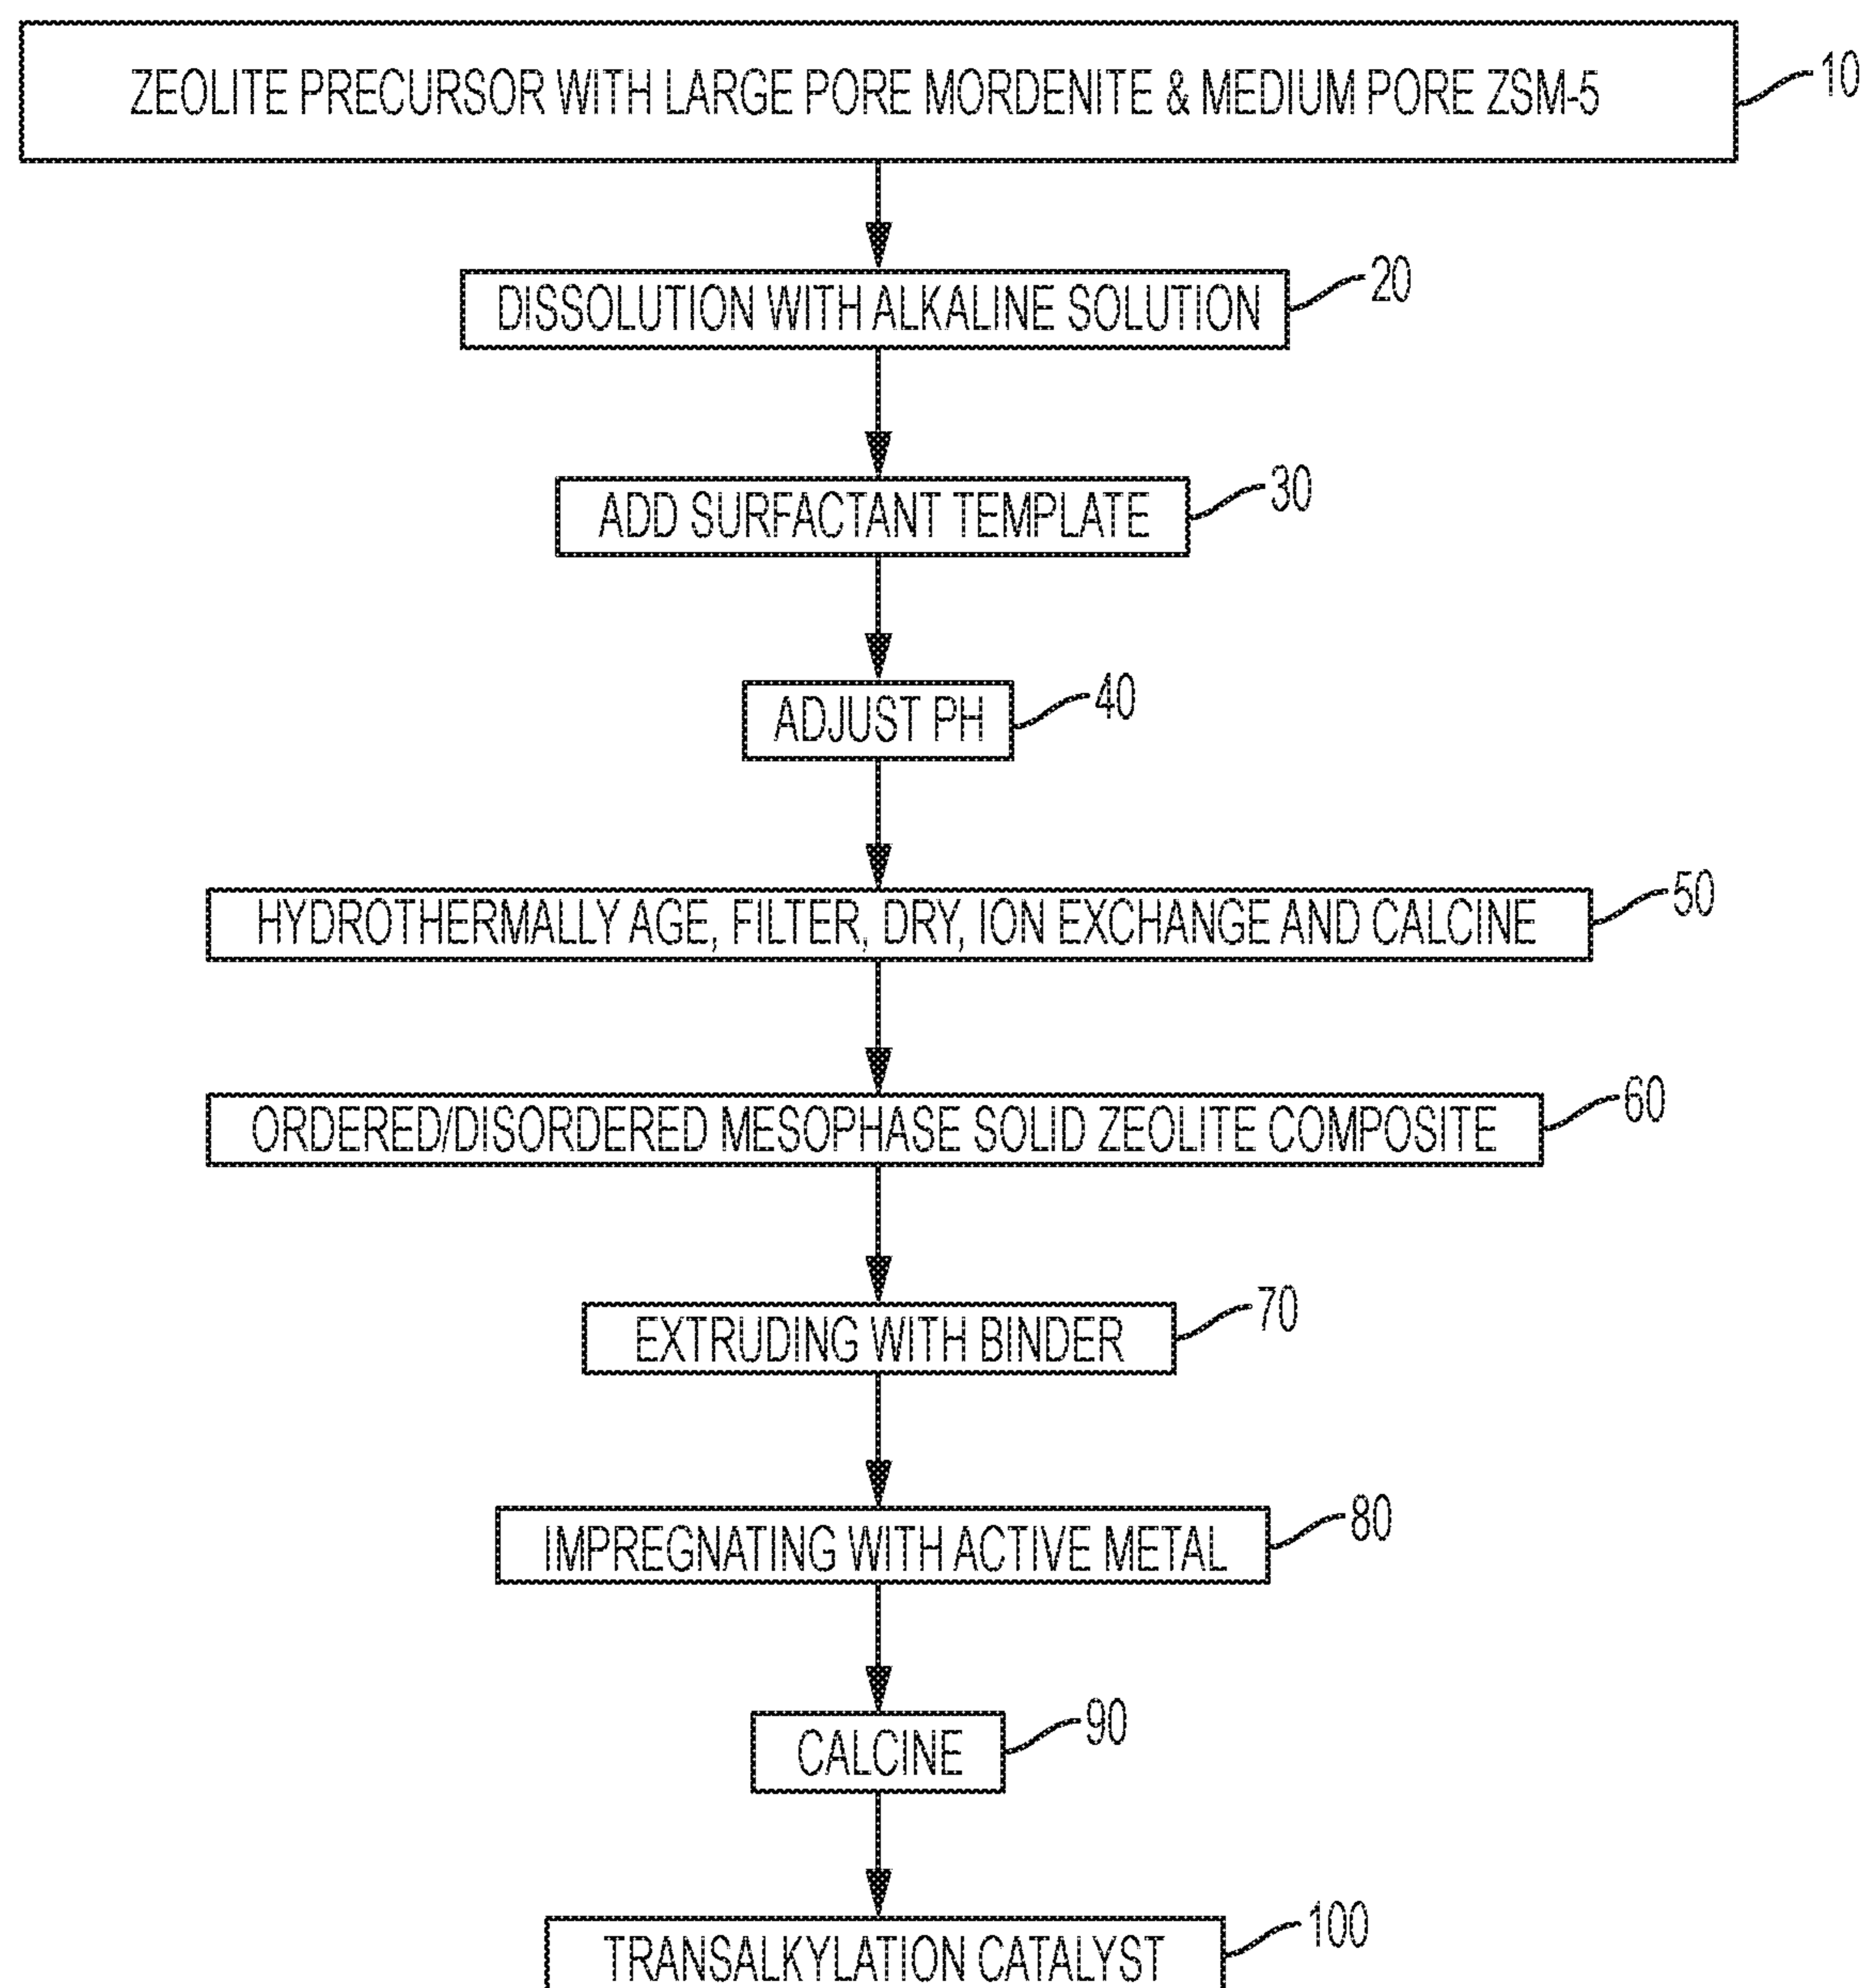 ZEOLITE PRECURSOR WITH LARGE PORE MORDENITE & MEDIUM PORE ZSM-5
10
DISSOLUTION WITH ALKALINE SOLUTION
20
ADD SURFACTANT TEMPLATE
30
ADJUST PH
40
HYDROTHERMALLY AGE, FILTER, DRY, ION EXCHANGE AND CALCINE
50
ORDERED/DISORDERED MESOPHASE SOLID ZEOLITE COMPOSITE
60
EXTRUDING WITH BINDER
70
IMPREGNATING WITH ACTIVE METAL
80
CALCINE
90
TRANSALKYLATION CATALYST
100